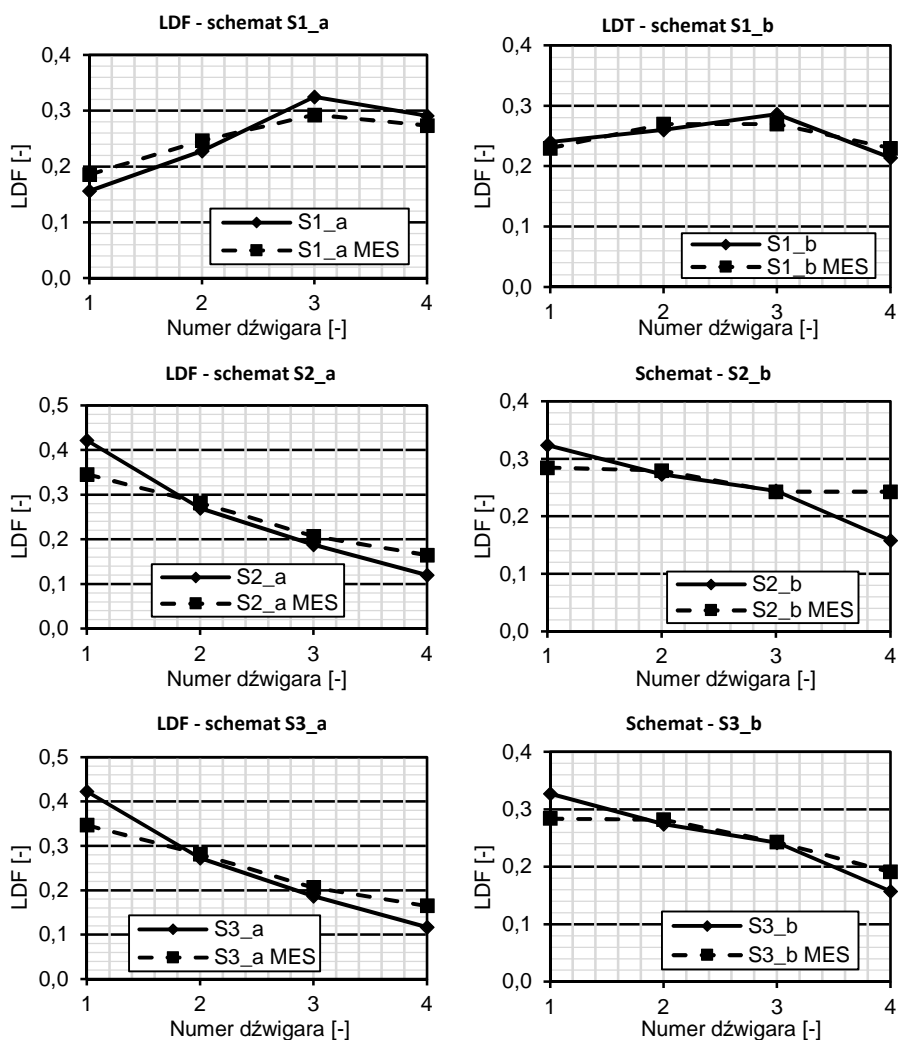 LDF - schemat S1_a
0,4
0,3
0,2
0,1
0,0
LDF [-]
S1_a
S1_a MES
1 2 3 4
Numer dźwigara [-]
LDT - schemat S1_b
0,4
0,3
0,2
0,1
0,0
LDF [-]
S1_b
S1_b MES
1 2 3 4
Numer dźwigara [-]
LDF - schemat S2_a
0,5
0,4
0,3
0,2
0,1
0,0
LDF [-]
S2_a
S2_a MES
1 2 3 4
Numer dźwigara [-]
Schemat - S2_b
0,4
0,3
0,2
0,1
0,0
LDF [-]
S2_b
S2_b MES
1 2 3 4
Numer dźwigara [-]
LDF - schemat S3_a
0,5
0,4
0,3
0,2
0,1
0,0
LDF [-]
S3_a
S3_a MES
1 2 3 4
Numer dźwigara [-]
Schemat - S3_b
0,4
0,3
0,2
0,1
0,0
LDF [-]
S3_b
S3_b MES
1 2 3 4
Numer dźwigara [-]